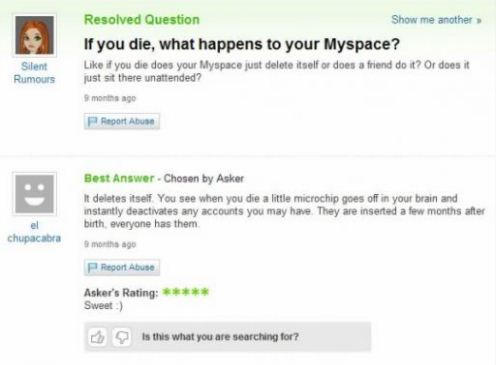 Resolved Question
Show me another »
If you die, what happens to your Myspace?
Silent
Rumours
Like if you die does your Myspace just delete itself or does a friend do it? Or does it
just sit there unattended?
9 months ago
Report Abuse
Best Answer - Chosen by Asker
It deletes itself. You see when you die a little microchip goes off in your brain and
instantly deactivates any accounts you may have. They are inserted a few months after
birth, everyone has them.
el
chupacabra
9 months ago
Report Abuse
Asker's Rating: *****
Sweet :)
Is this what you are searching for?